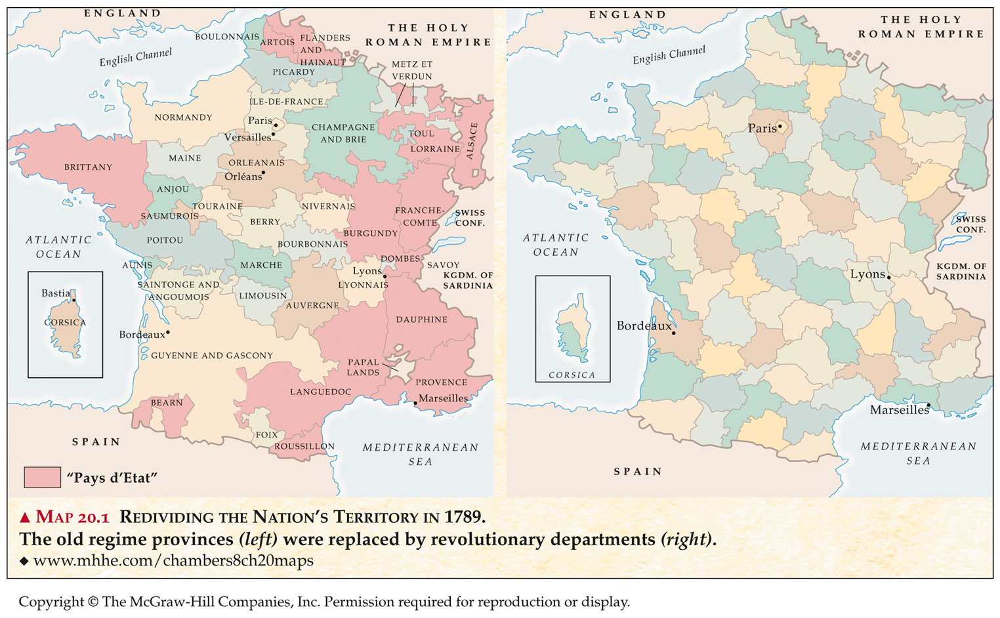 ENGLAND
English Channel
THE HOLY
ROMAN EMPIRE
BOULONNAIS
ARTOIS
FLANDERS
AND
HAINAUT
PICARDY
METZ ET
VERDUN
ILE-DE-FRANCE
NORMANDY
Paris
Versailles
CHAMPAGNE
AND BRIE
TOUL
LORRAINE
ALSACE
BRITTANY
MAINE
ORLEANAIS
Orléans
ANJOU
TOURAINE
SAUMUROIS
NIVERNAIS
BERRY
FRANCHE-
COMTE
SWISS
CONF.
BURGUNDY
POITOU
BOURBONNAIS
ATLANTIC
OCEAN
AUNIS
MARCHE
DOMBES
SAVOY
KGDM. OF
SARDINIA
Lyons
LYONNAIS
SAINTONGE AND
ANGOUMOIS
LIMOUSIN
AUVERGNE
Bastia
CORSICA
DAUPHINE
Bordeaux
GUYENNE AND GASCONY
PAPAL
LANDS
PROVENCE
LANGUEDOC
Marseilles
BEARN
FOIX
ROUSSILLON
SPAIN
MEDITERRANEAN
SEA
“Pays d’Etat”
ENGLAND
English Channel
THE HOLY
ROMAN EMPIRE
Paris
SWISS
CONF.
ATLANTIC
OCEAN
KGDM. OF
SARDINIA
Lyons
Bordeaux
CORSICA
Marseilles
MEDITERRANEAN
SEA
SPAIN
▲ MAP 20.1 REDIVIDING THE NATION’S TERRITORY IN 1789.
The old regime provinces (left) were replaced by revolutionary departments (right).
◆ www.mhhe.com/chambers8ch20maps
Copyright © The McGraw-Hill Companies, Inc. Permission required for reproduction or display.